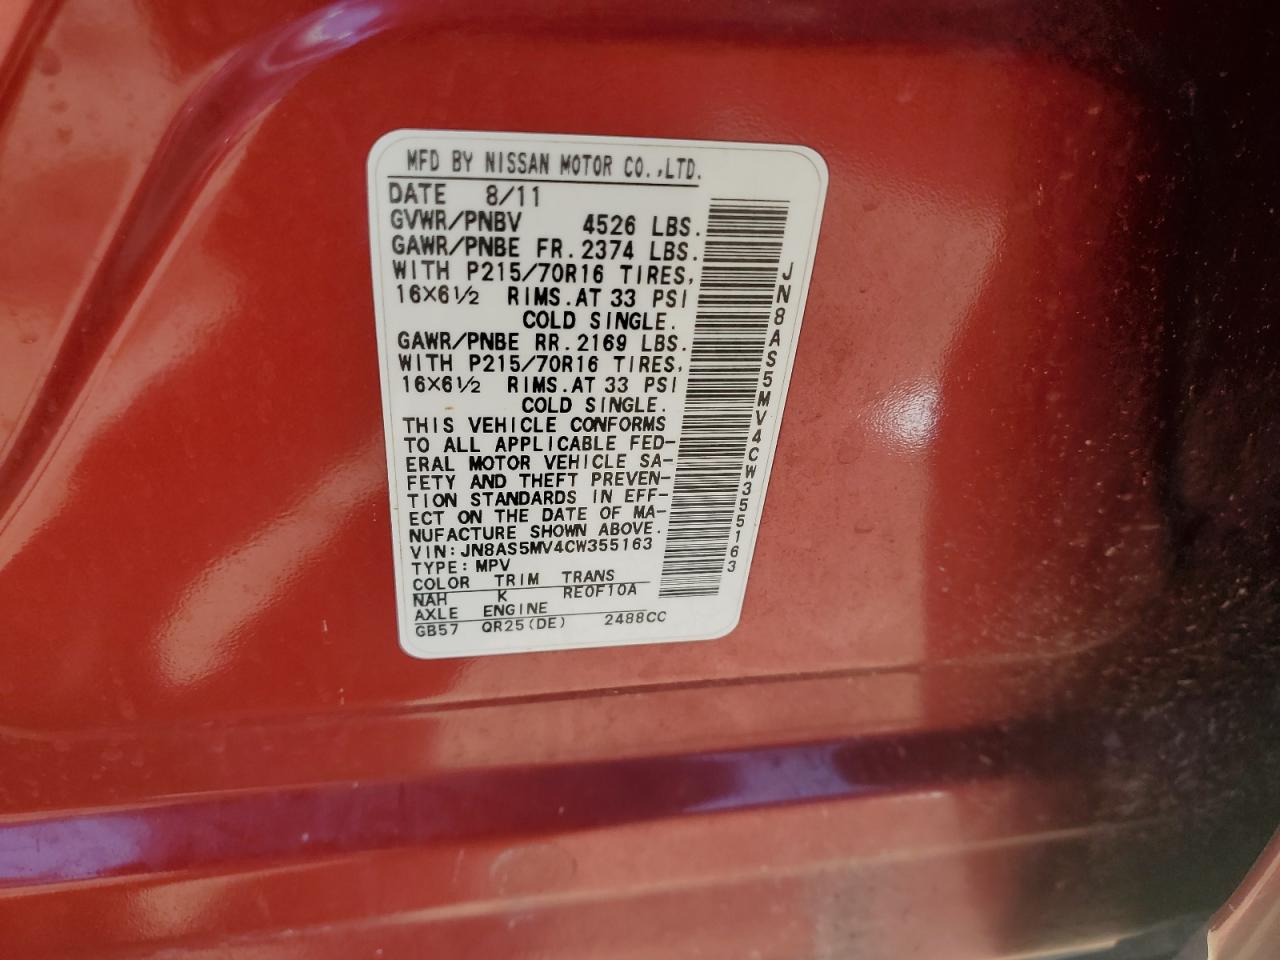 MFD BY NISSAN MOTOR CO.,LTD.
DATE 8/11
GVWR/PNBV 4526 LBS.
GAWR/PNBE FR.2374 LBS.
WITH P215/70R16 TIRES,
16X6½ RIMS.AT 33 PSI
COLD SINGLE.
GAWR/PNBE RR.2169 LBS.
WITH P215/70R16 TIRES,
16X6½ RIMS.AT 33 PSI
COLD SINGLE.
THIS VEHICLE CONFORMS
TO ALL APPLICABLE FED-
ERAL MOTOR VEHICLE SA-
FETY AND THEFT PREVEN-
TION STANDARDS IN EFF-
ECT ON THE DATE OF MA-
NUFACTURE SHOWN ABOVE.
VIN:JN8AS5MV4CW355163
TYPE:MPV
COLOR TRIM TRANS
NAH K RE0F10A
AXLE ENGINE
GB57 QR25(DE) 2488CC
JN8AS5MV4CW355163